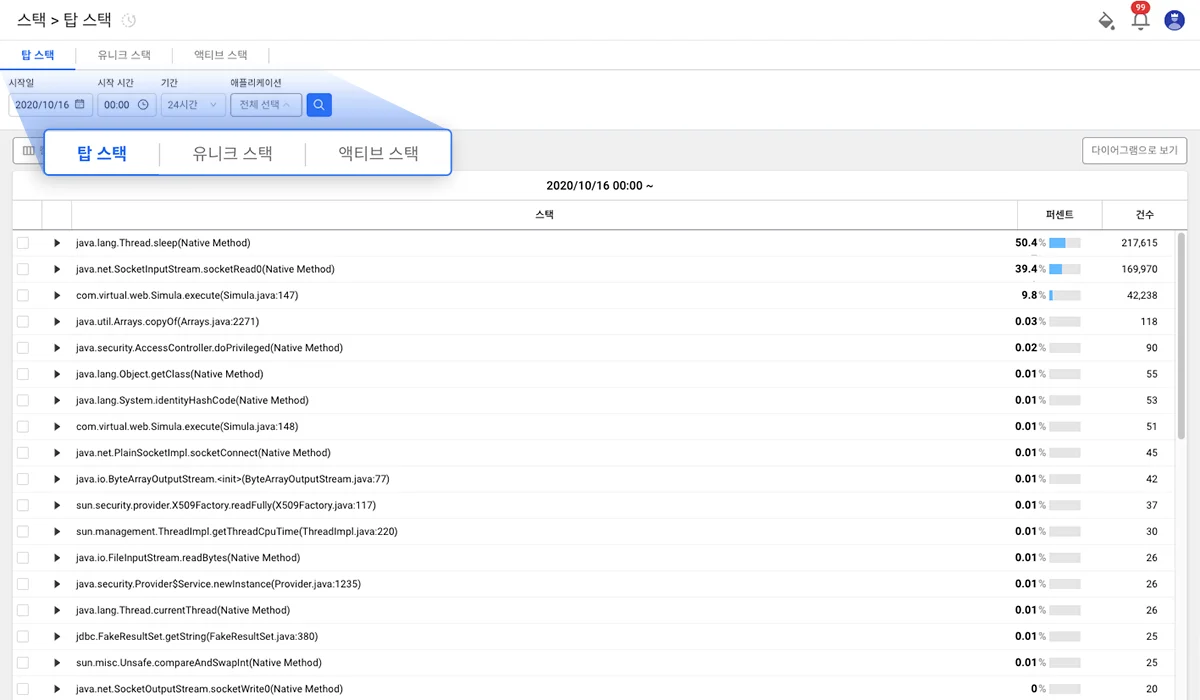 스택 > 탑 스택
99
탑 스택 유니크 스택 액티브 스택
시작일 시작 시간 기간 애플리케이션
2020/10/16 00:00 24시간 전체 선택
탑 스택 유니크 스택 액티브 스택
다이어그램으로 보기
2020/10/16 00:00 ~
스택 퍼센트 건수
java.lang.Thread.sleep(Native Method) 50.4% 217,615
java.net.SocketInputStream.socketRead0(Native Method) 39.4% 169,970
com.virtual.web.Simula.execute(Simula.java:147) 9.8% 42,238
java.util.Arrays.copyOf(Arrays.java:2271) 0.03% 118
java.security.AccessController.doPrivileged(Native Method) 0.02% 90
java.lang.Object.getClass(Native Method) 0.01% 55
java.lang.System.identityHashCode(Native Method) 0.01% 53
com.virtual.web.Simula.execute(Simula.java:148) 0.01% 51
java.net.PlainSocketImpl.socketConnect(Native Method) 0.01% 45
java.io.ByteArrayOutputStream.<init>(ByteArrayOutputStream.java:77) 0.01% 42
sun.security.provider.X509Factory.readFully(X509Factory.java:117) 0.01% 37
sun.management.ThreadImpl.getThreadCpuTime(ThreadImpl.java:220) 0.01% 30
java.io.FileInputStream.readBytes(Native Method) 0.01% 26
java.security.Provider$Service.newInstance(Provider.java:1235) 0.01% 26
java.lang.Thread.currentThread(Native Method) 0.01% 26
jdbc.FakeResultSet.getString(FakeResultSet.java:380) 0.01% 25
sun.misc.Unsafe.compareAndSwapInt(Native Method) 0.01% 25
java.net.SocketOutputStream.socketWrite0(Native Method) 0% 20